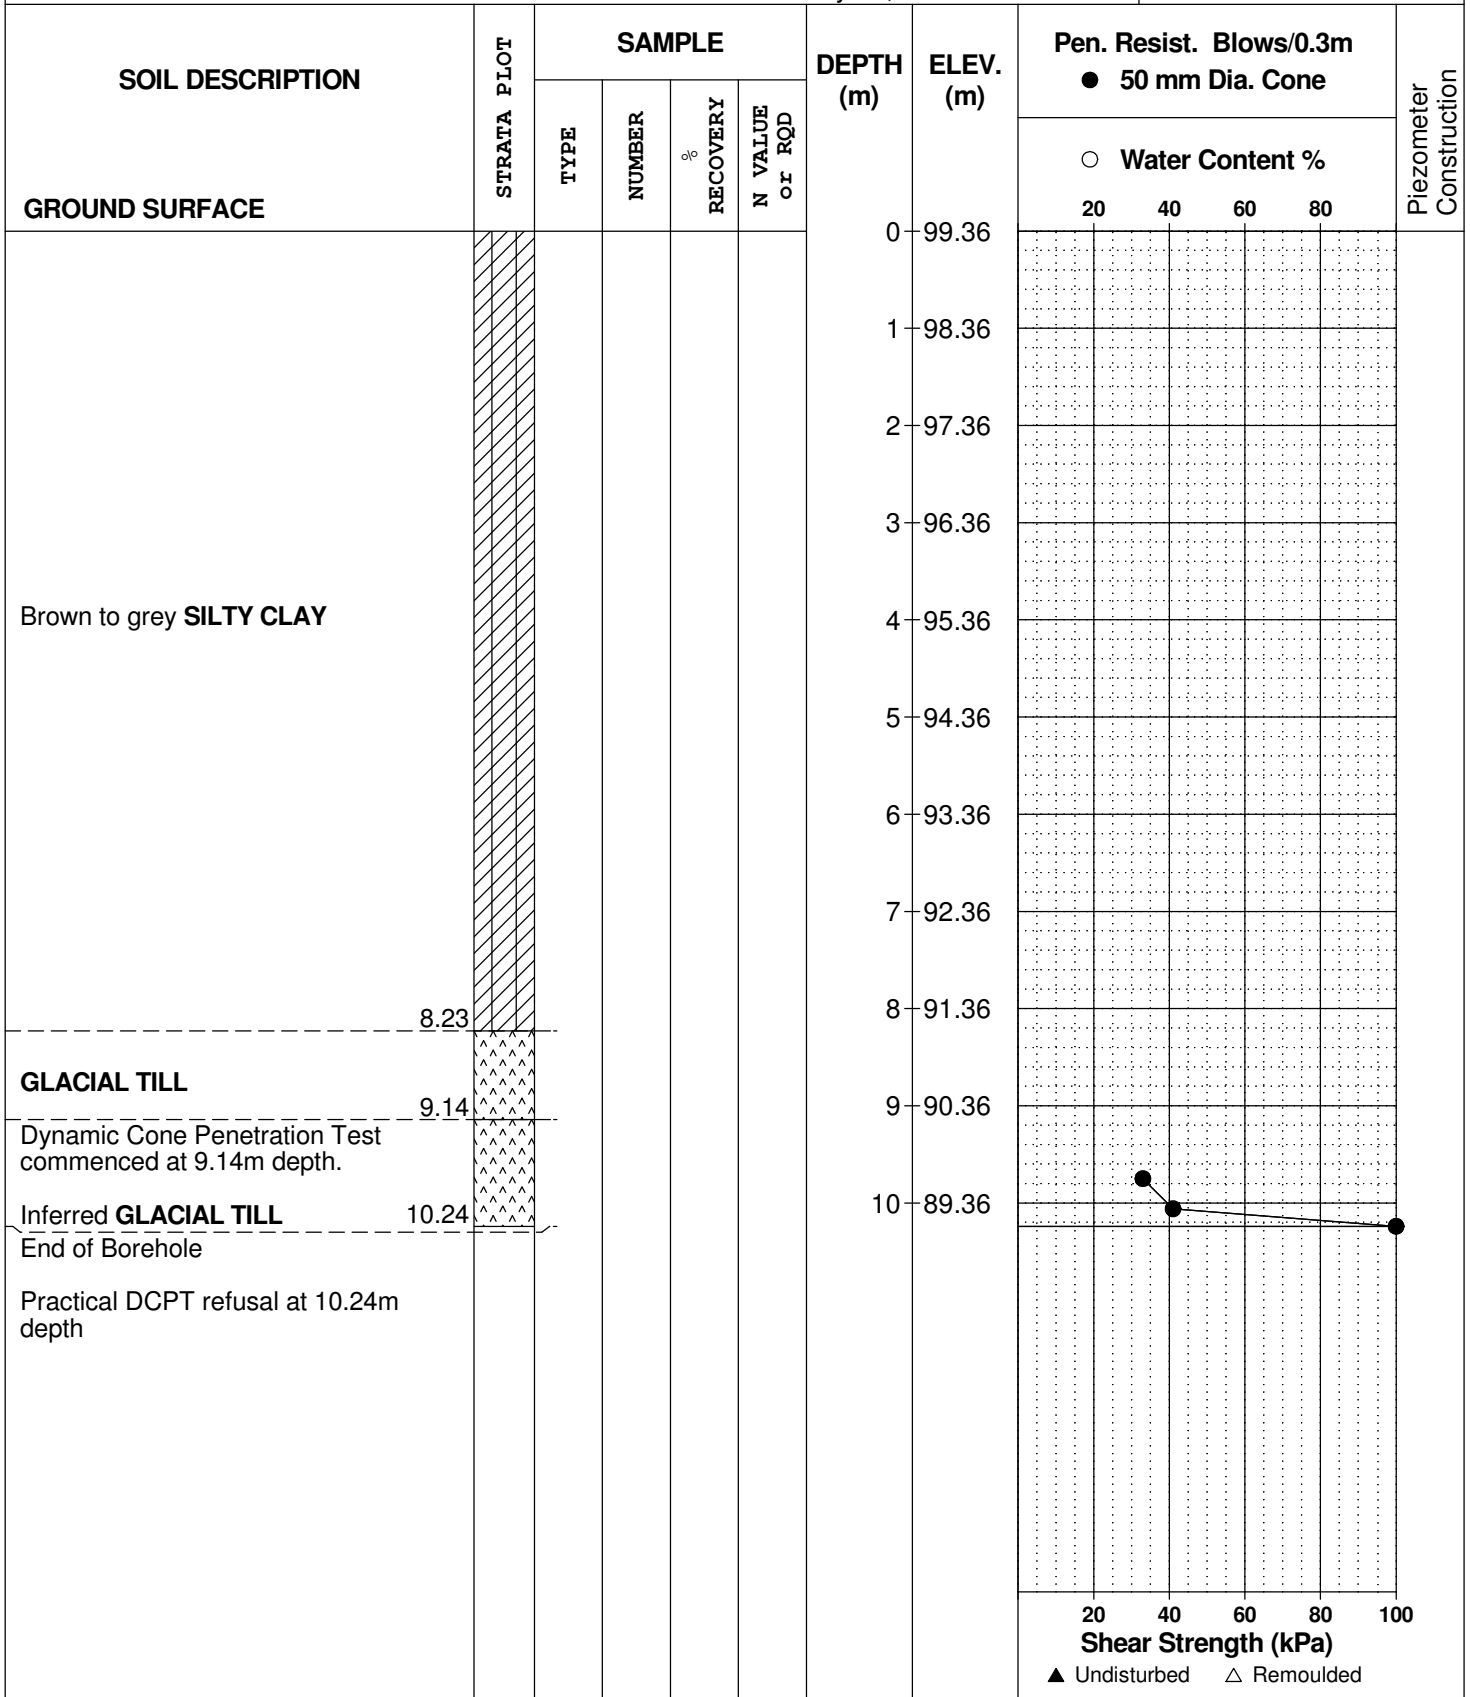 SOIL DESCRIPTION
GROUND SURFACE
STRATA PLOT
SAMPLE
TYPE
NUMBER
%
RECOVERY
N VALUE
or RQD
DEPTH
(m)
ELEV.
(m)
Pen. Resist. Blows/0.3m
● 50 mm Dia. Cone
○ Water Content %
20 40 60 80
Piezometer
Construction
0 99.36
1 98.36
2 97.36
3 96.36
Brown to grey SILTY CLAY
4 95.36
5 94.36
6 93.36
7 92.36
8 91.36
8.23
GLACIAL TILL
9.14
9 90.36
Dynamic Cone Penetration Test
commenced at 9.14m depth.
10 89.36
Inferred GLACIAL TILL 10.24
End of Borehole
Practical DCPT refusal at 10.24m
depth
20 40 60 80 100
Shear Strength (kPa)
▲ Undisturbed △ Remoulded